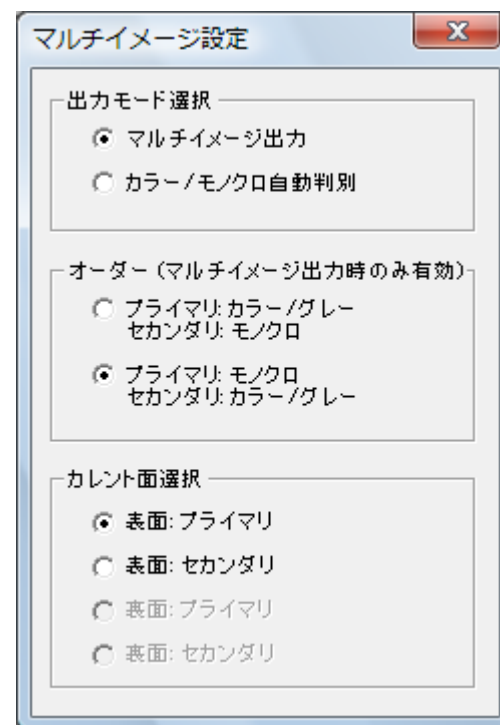 マルチイメージ設定
出力モード選択
マルチイメージ出力
カラー/モノクロ自動判別
オーダー(マルチイメージ出力時のみ有効)
プライマリ: カラー/グレー
セカンダリ: モノクロ
プライマリ: モノクロ
セカンダリ: カラー/グレー
カレント面選択
表面: プライマリ
表面: セカンダリ
裏面: プライマリ
裏面: セカンダリ